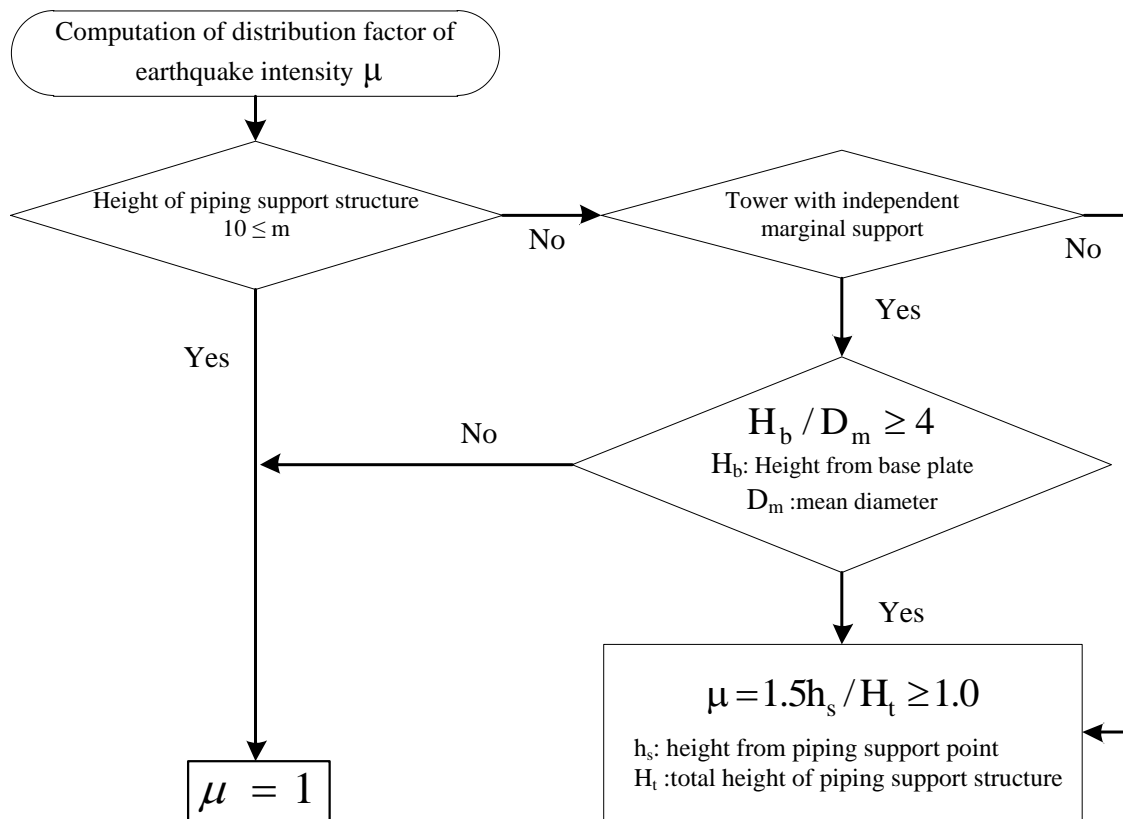 Computation of distribution factor of
earthquake intensity μ
Height of piping support structure
10 ≤ m
No
Tower with independent
marginal support
No
Yes
Yes
H_b / D_m ≥ 4
H_b: Height from base plate
D_m :mean diameter
No
Yes
μ = 1.5h_s / H_t ≥ 1.0
h_s: height from piping support point
H_t :total height of piping support structure
μ = 1